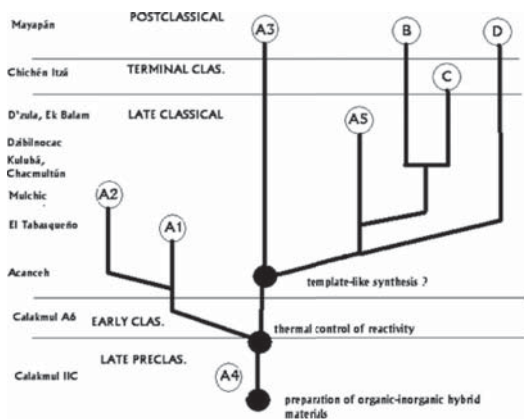 Mayapán
POSTCLASSICAL
A3
B
D
Chichén Itzá
TERMINAL CLAS.
C
D'zula, Ek Balam
LATE CLASSICAL
A5
Dzibilnocac
Kulubá,
Chacmultún
Mulchic
A2
El Tabasqueño
A1
Acanceh
template-like synthesis ?
Calakmul A6
EARLY CLAS.
thermal control of reactivity
LATE PRECLAS.
Calakmul IIC
A4
preparation of organic-inorganic hybrid
materials